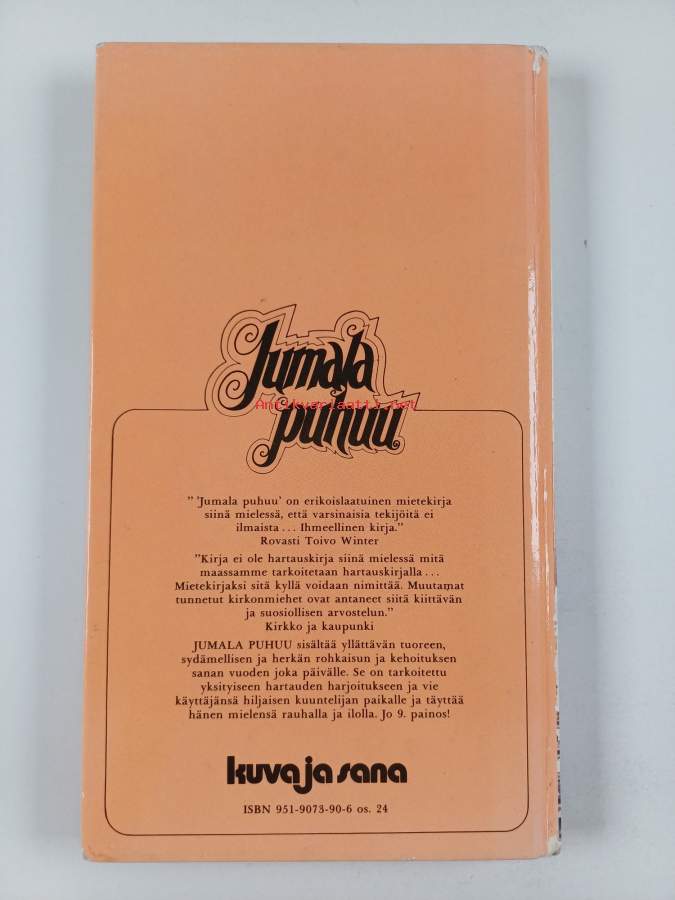 Jumala
Antikvariaatti.net
puhuu
" 'Jumala puhuu' on erikoislaatuinen mietekirja
siinä mielessä, että varsinaisia tekijöitä ei
ilmaista . . . Ihmeellinen kirja."
Rovasti Toivo Winter
"Kirja ei ole hartauskirja siinä mielessä mitä
maassamme tarkoitetaan hartauskirjalla . . .
Mietekirjaksi sitä kyllä voidaan nimittää. Muutamat
tunnetut kirkonmiehet ovat antaneet siitä kiittävän
ja suosiollisen arvostelun."
Kirkko ja kaupunki
JUMALA PUHUU sisältää yllättävän tuoreen,
sydämellisen ja herkän rohkaisun ja kehoituksen
sanan vuoden joka päivälle. Se on tarkoitettu
yksityiseen hartauden harjoitukseen ja vie
käyttäjänsä hiljaisen kuuntelijan paikalle ja täyttää
hänen mielensä rauhalla ja ilolla. Jo 9. painos!
kuva ja sana
ISBN 951-9073-90-6 os. 24